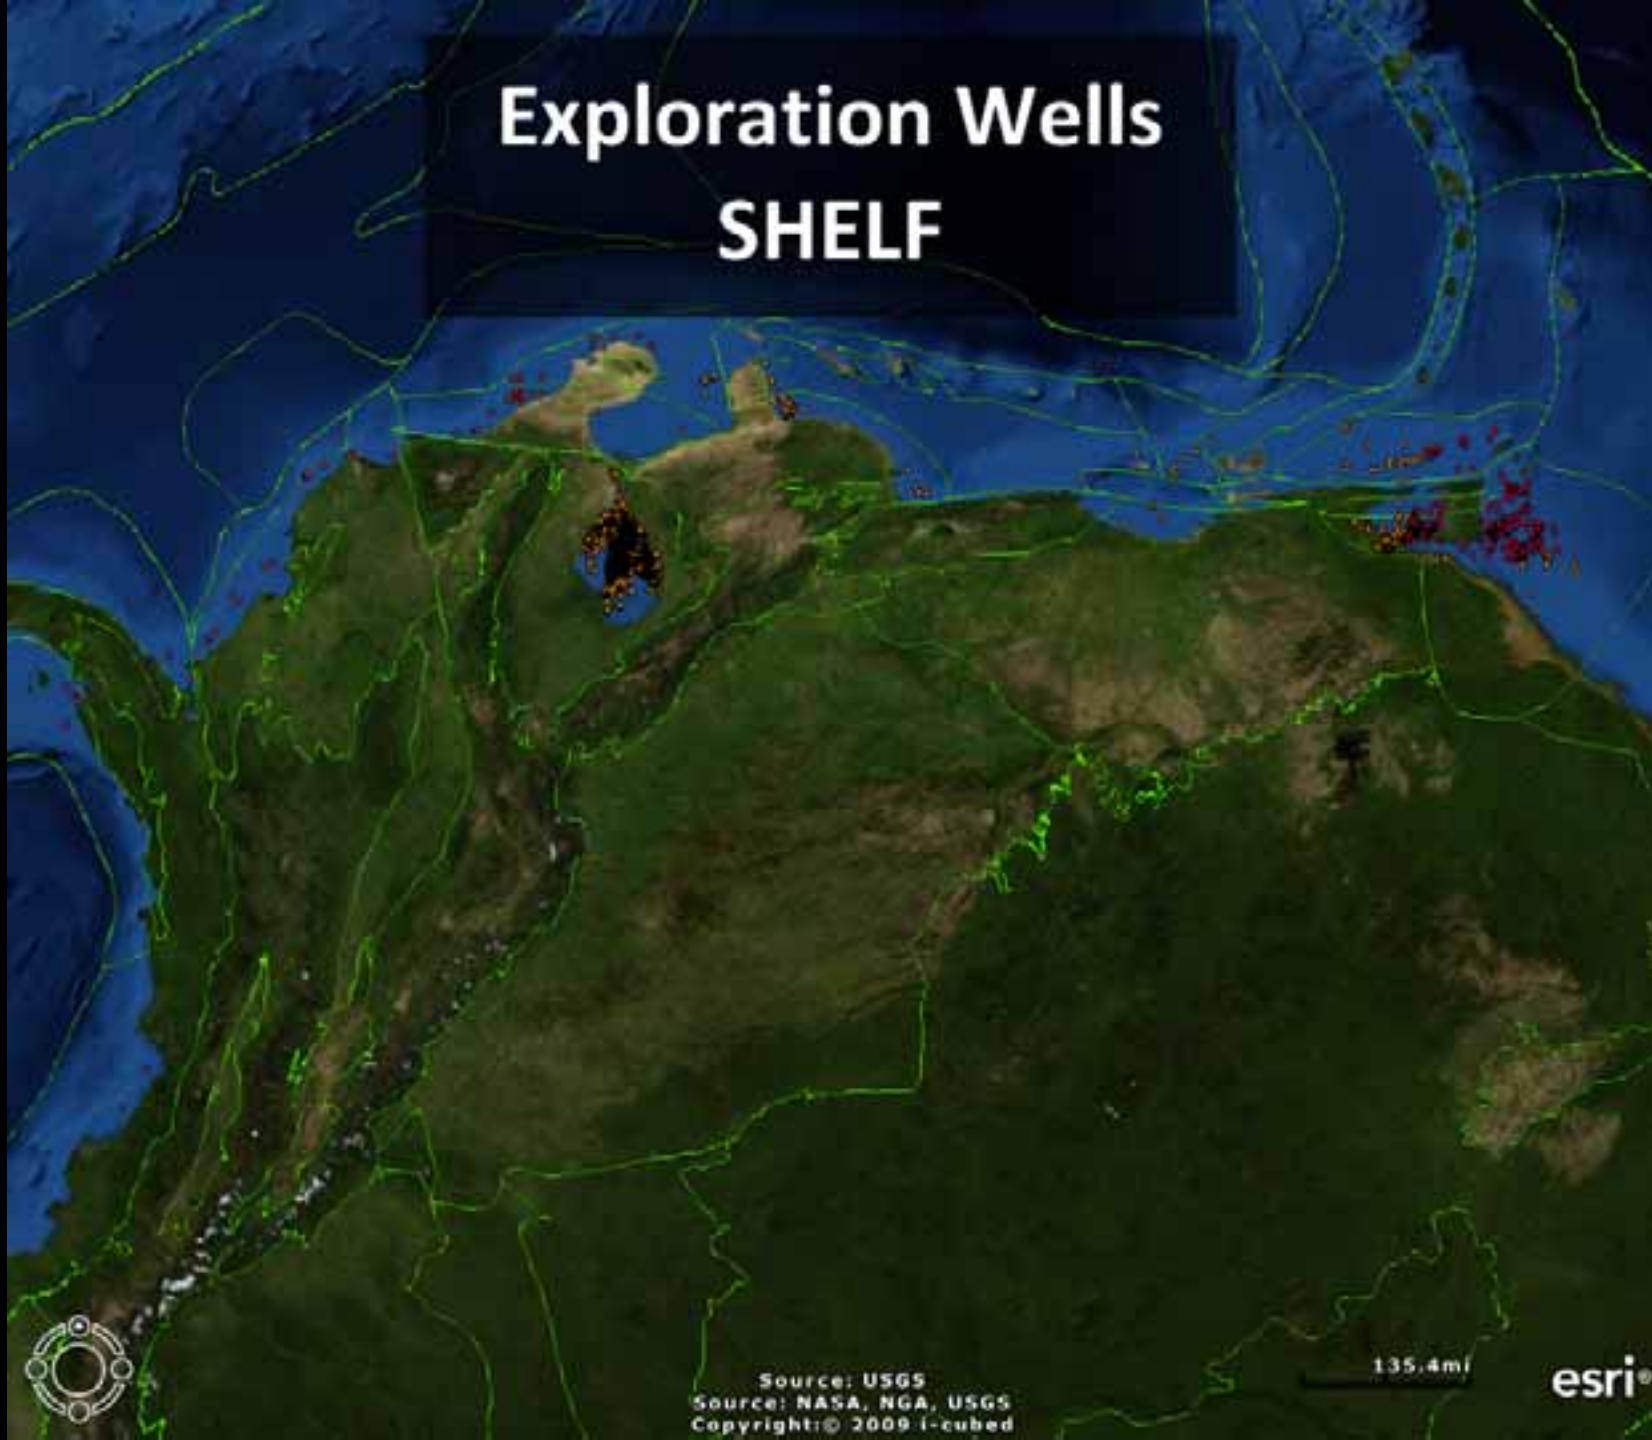 Exploration Wells
SHELF
135.4mi
esri®
Source: USGS
Source: NASA, NGA, USGS
Copyright:© 2009 i-cubed